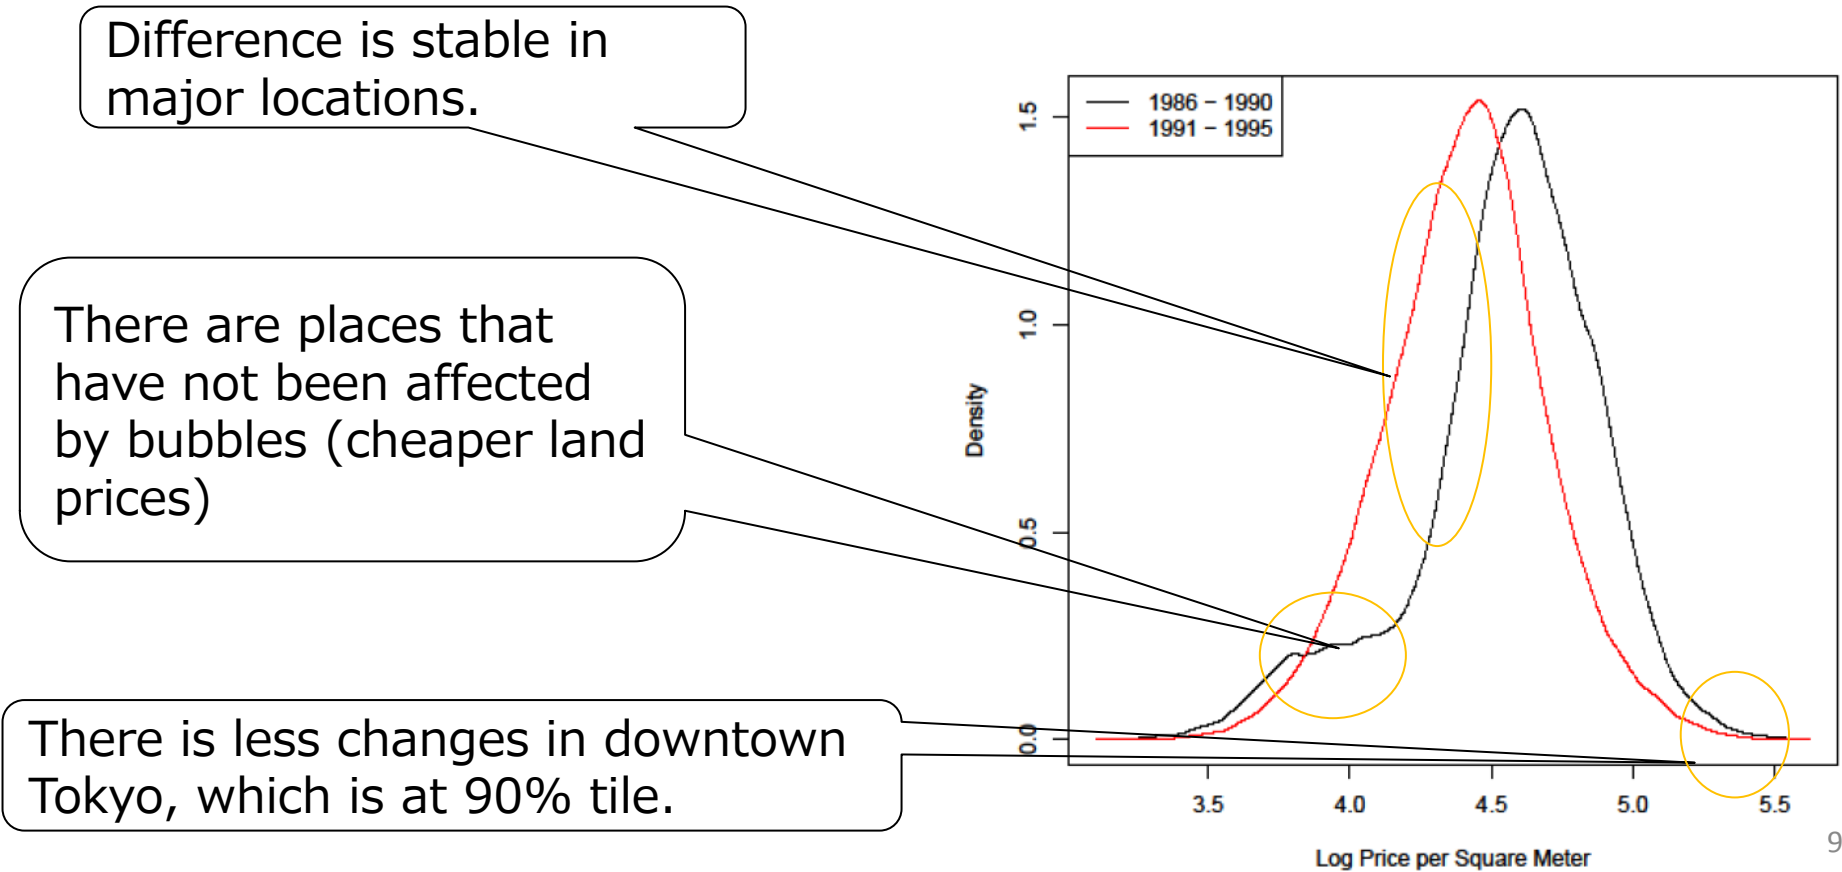 Difference is stable in
major locations.
There are places that
have not been affected
by bubbles (cheaper land
prices)
There is less changes in downtown
Tokyo, which is at 90% tile.
1986 − 1990
1991 − 1995
Density
1.5
1.0
0.5
0.0
3.5 4.0 4.5 5.0 5.5
Log Price per Square Meter
9